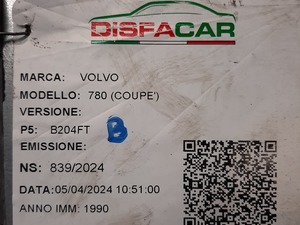 DISFACAR
MARCA: VOLVO
MODELLO: 780 (COUPE')
VERSIONE:
P5: B204FT
B
EMISSIONE:
NS: 839/2024
DATA: 05/04/2024 10:51:00
ANNO IMM: 1990